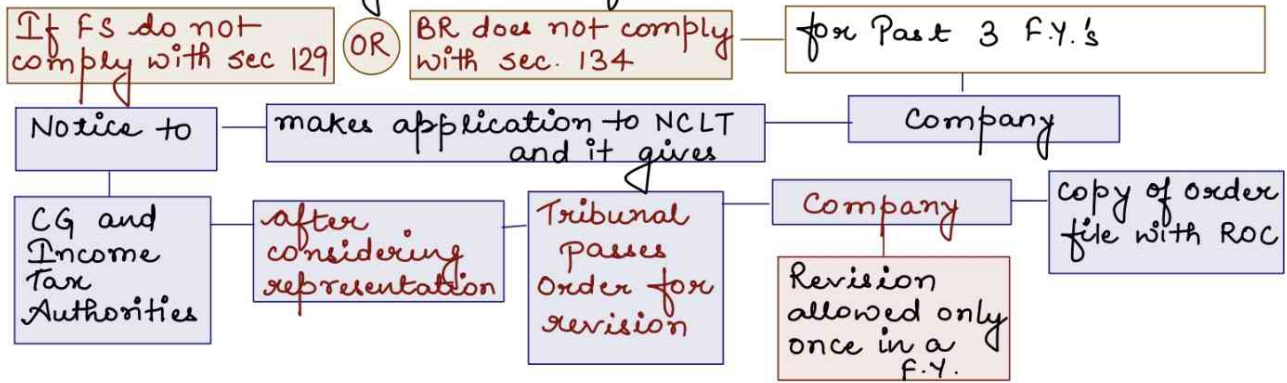 If FS do not
comply with sec 129
OR
BR does not comply
with sec. 134
for Past 3 F.Y.'s
Company
makes application to NCLT
and it gives
Notice to
CG and
Income
Tax
Authorities
after
considering
representation
Tribunal
passes
Order for
revision
Company
copy of order
file with ROC
Revision
allowed only
once in a
F.Y.